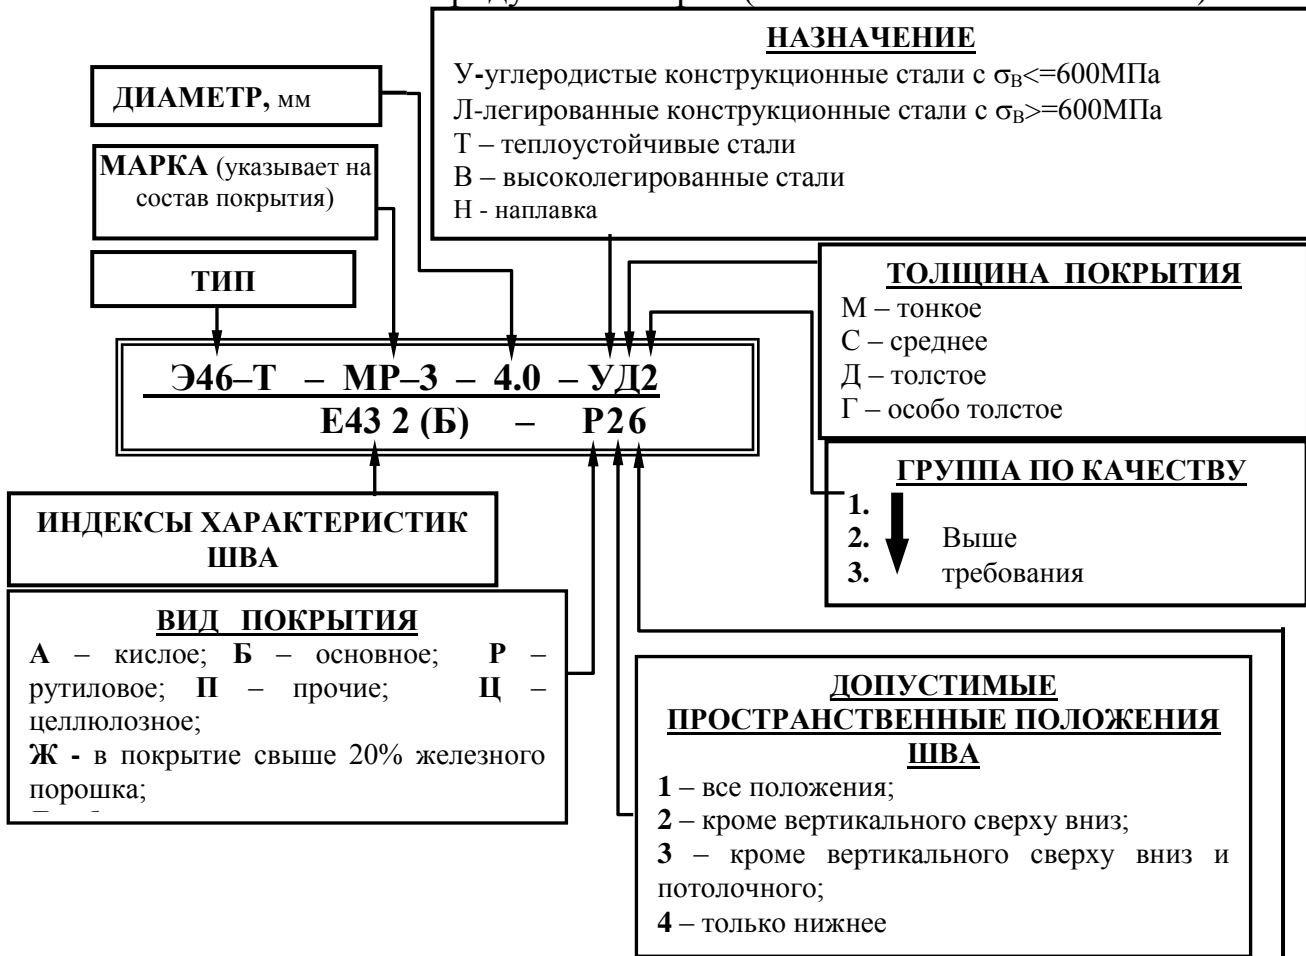 НАЗНАЧЕНИЕ
У-углеродистые конструкционные стали с σВ<=600МПа
Л-легированные конструкционные стали с σВ>=600МПа
Т – теплоустойчивые стали
В – высоколегированные стали
Н - наплавка
ДИАМЕТР, мм
МАРКА (указывает на
состав покрытия)
ТИП
ТОЛЩИНА ПОКРЫТИЯ
М – тонкое
С – среднее
Д – толстое
Г – особо толстое
Э46–Т – МР–3 – 4.0 – УД2
Е43 2 (Б) – Р26
ГРУППА ПО КАЧЕСТВУ
1.
2. Выше
3. требования
ИНДЕКСЫ ХАРАКТЕРИСТИК
ШВА
ВИД ПОКРЫТИЯ
А – кислое; Б – основное; Р –
рутиловое; П – прочие; Ц –
целлюлозное;
Ж - в покрытие свыше 20% железного
порошка;
ДОПУСТИМЫЕ
ПРОСТРАНСТВЕННЫЕ ПОЛОЖЕНИЯ
ШВА
1 – все положения;
2 – кроме вертикального сверху вниз;
3 – кроме вертикального сверху вниз и
потолочного;
4 – только нижнее